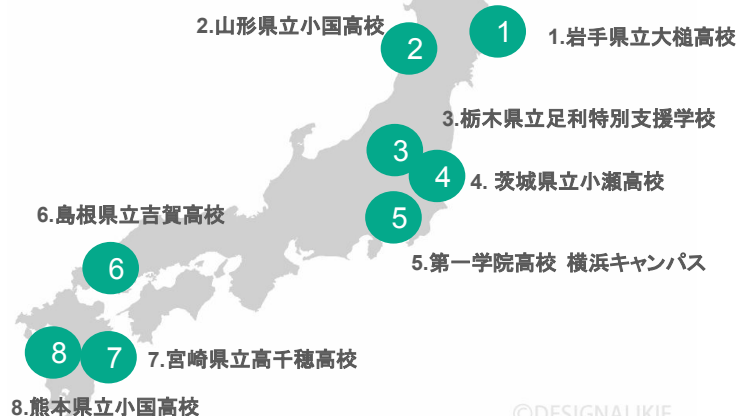 2.山形県立小国高校
1
1.岩手県立大槌高校
2
3.栃木県立足利特別支援学校
3
4
4. 茨城県立小瀬高校
6.島根県立吉賀高校
5
5.第一学院高校 横浜キャンパス
6
8
7
7.宮崎県立高千穂高校
8.熊本県立小国高校
©DESIGNALIKIE